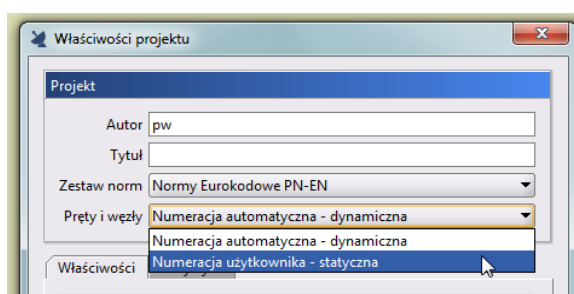 Właściwości projektu
Projekt
Autor pw
Tytuł
Zestaw norm Normy Eurokodowe PN-EN
Pręty i węzły Numeracja automatyczna - dynamiczna
Numeracja automatyczna - dynamiczna
Właściwości Numeracja użytkownika - statyczna